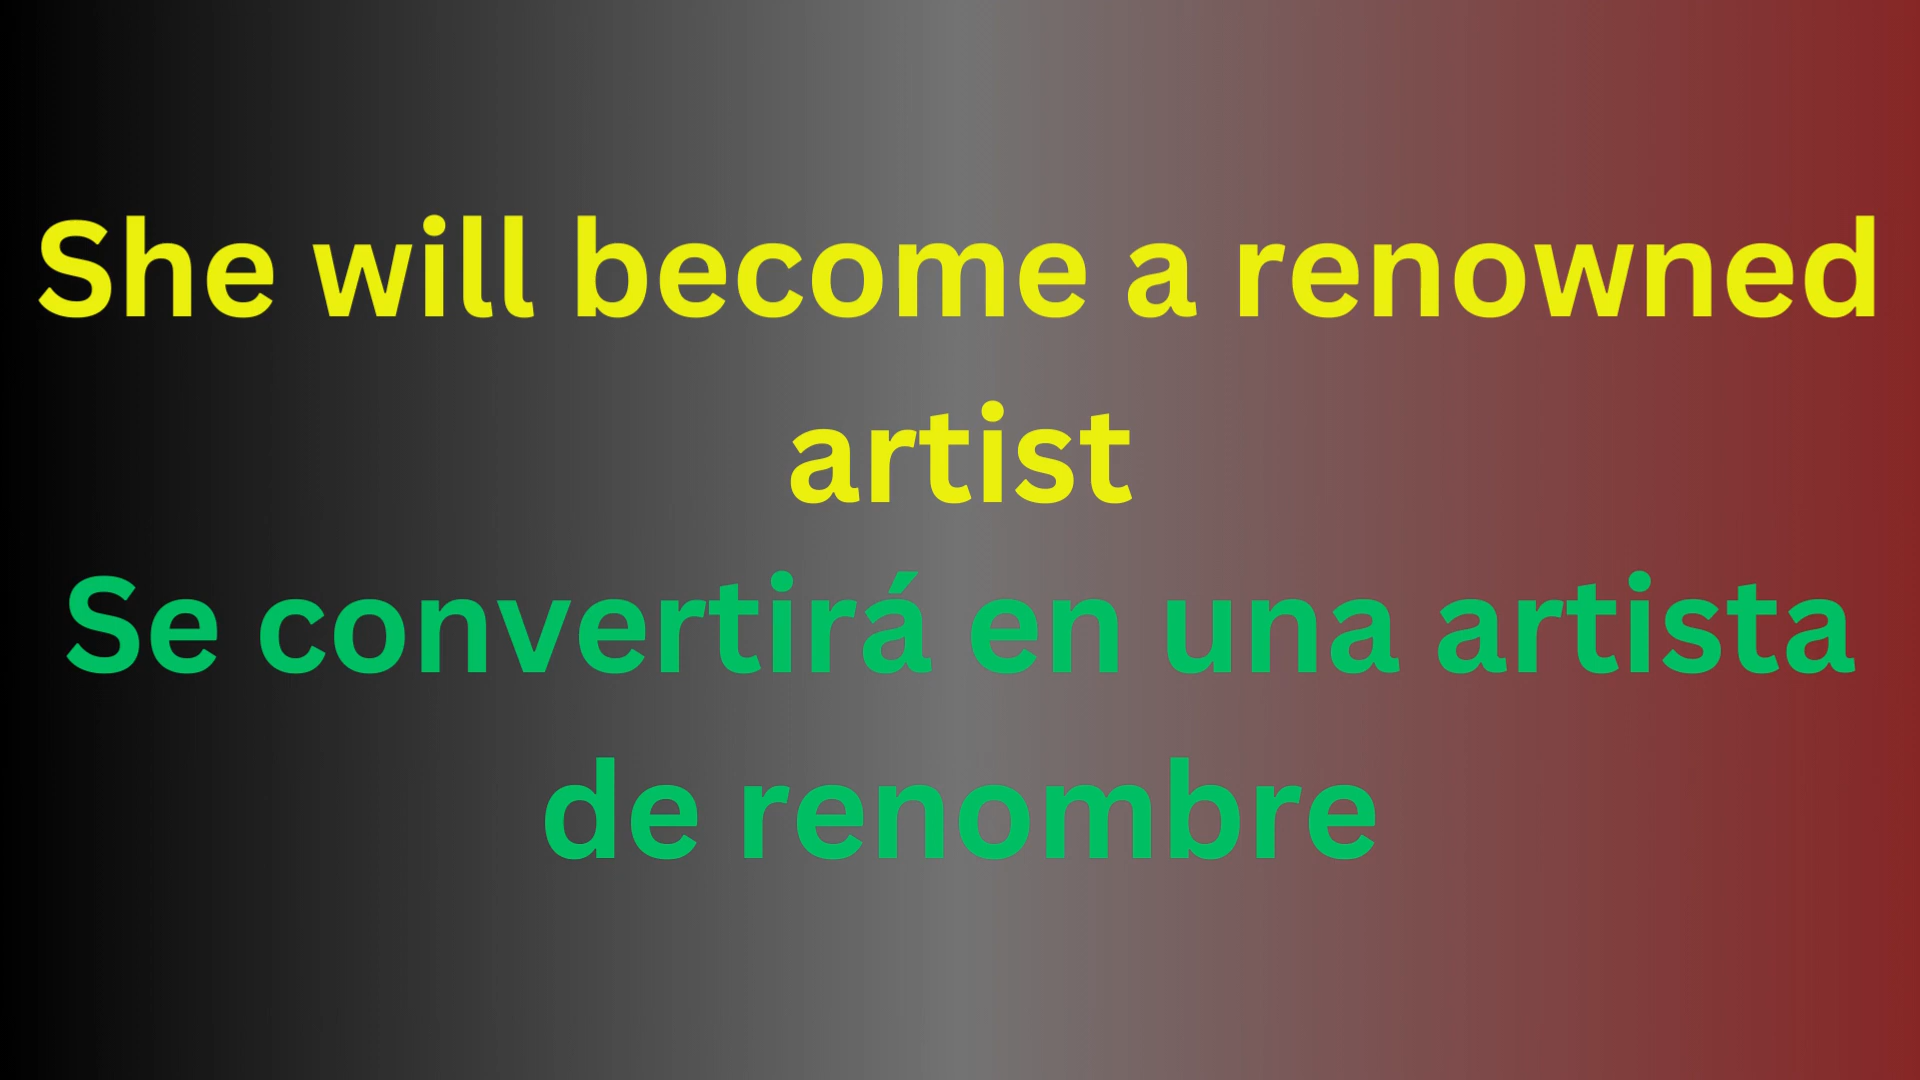 She will become a renowned
artist
Se convertirá en una artista
de renombre